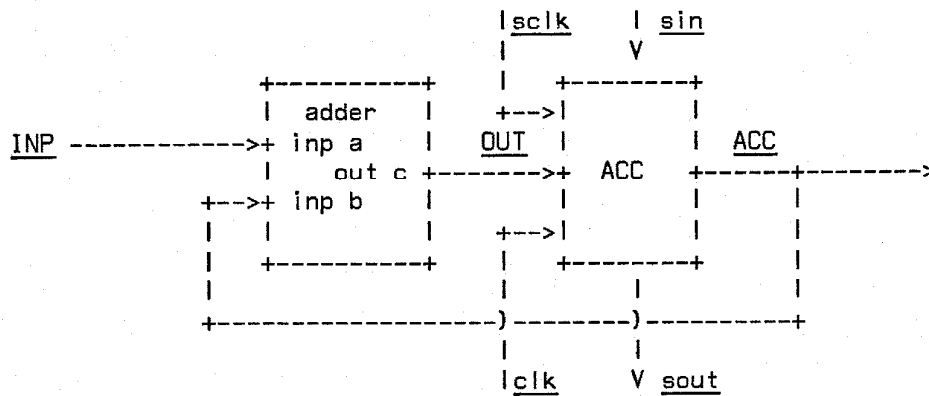 sclk sin
adder
INP inp a OUT ACC
out c ACC
inp b
clk sout